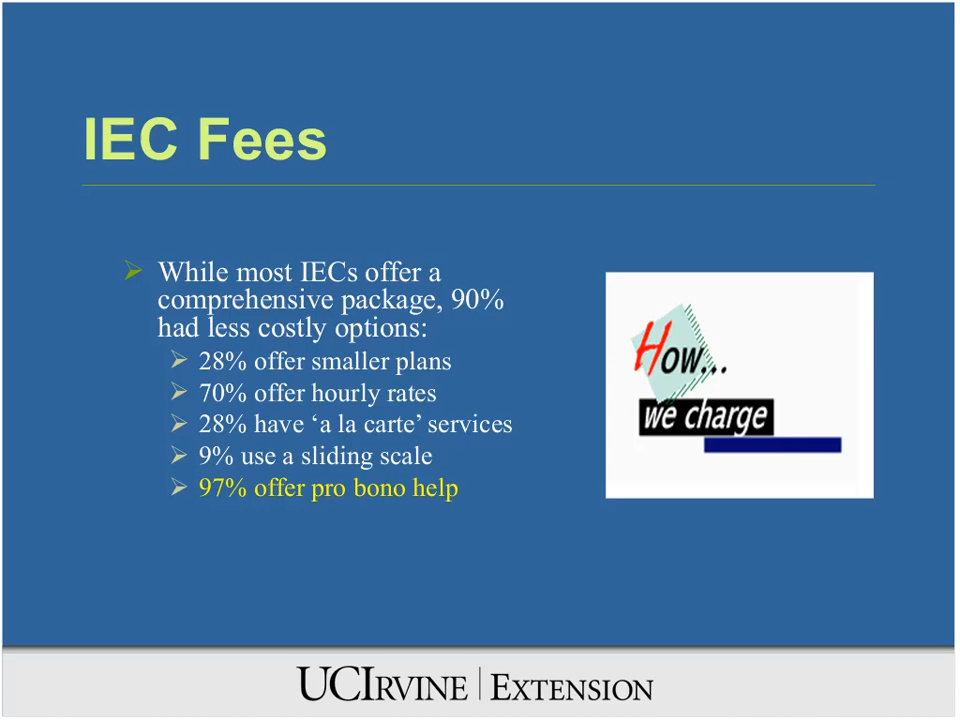 IEC Fees
While most IECs offer a
comprehensive package, 90%
had less costly options:
28% offer smaller plans
70% offer hourly rates
28% have ‘a la carte’ services
9% use a sliding scale
97% offer pro bono help
How...
we charge
UCIRVINE | EXTENSION